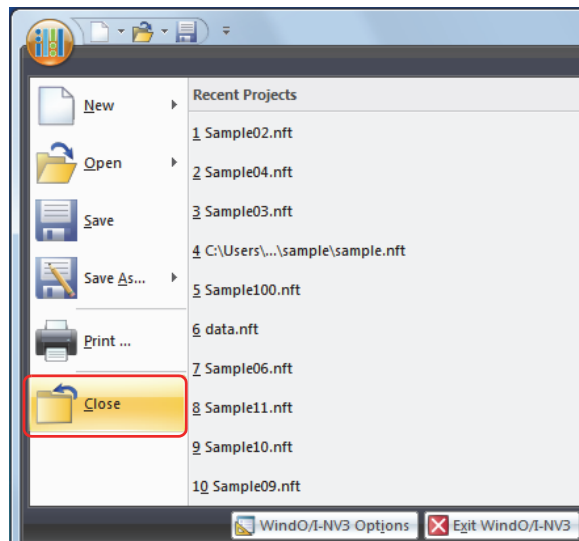 New
Open
Save
Save As...
Print ...
Close
Recent Projects
1 Sample02.nft
2 Sample04.nft
3 Sample03.nft
4 C:\Users\...\sample\sample.nft
5 Sample100.nft
6 data.nft
7 Sample06.nft
8 Sample11.nft
9 Sample10.nft
10 Sample09.nft
WindO/I-NV3 Options
Exit WindO/I-NV3